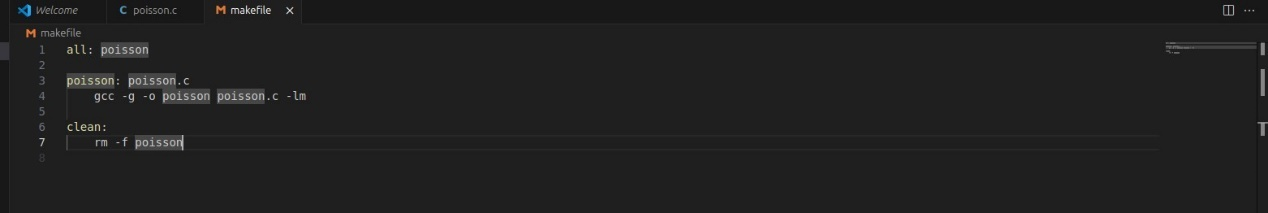 Welcome
C poisson.c
M makefile ×
M makefile
1 all: poisson
2
3 poisson: poisson.c
4     gcc -g -o poisson poisson.c -lm
5
6 clean:
7     rm -f poisson
8